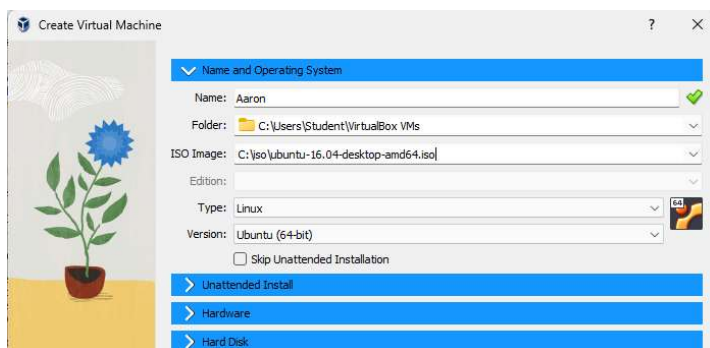 Create Virtual Machine ? ×
Name and Operating System
Name: Aaron
Folder: C:\Users\Student\VirtualBox VMs
ISO Image: C:\iso\ubuntu-16.04-desktop-amd64.iso
Edition:
Type: Linux
64
Version: Ubuntu (64-bit)
Skip Unattended Installation
Unattended Install
Hardware
Hard Disk